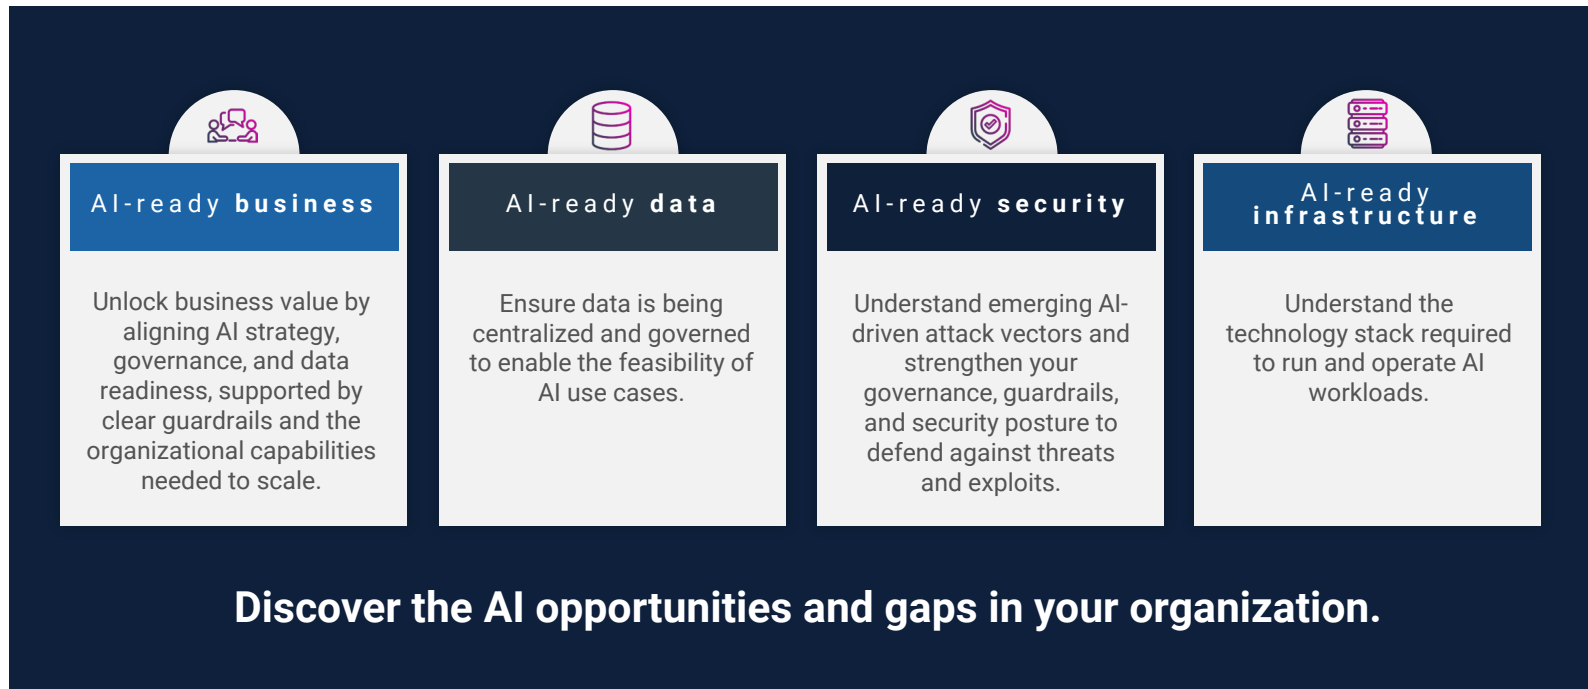 AI-ready business
Unlock business value by
aligning AI strategy,
governance, and data
readiness, supported by
clear guardrails and the
organizational capabilities
needed to scale.
AI-ready data
Ensure data is being
centralized and governed
to enable the feasibility of
AI use cases.
AI-ready security
Understand emerging AI-
driven attack vectors and
strengthen your
governance, guardrails,
and security posture to
defend against threats
and exploits.
AI-ready
infrastructure
Understand the
technology stack required
to run and operate AI
workloads.
Discover the AI opportunities and gaps in your organization.